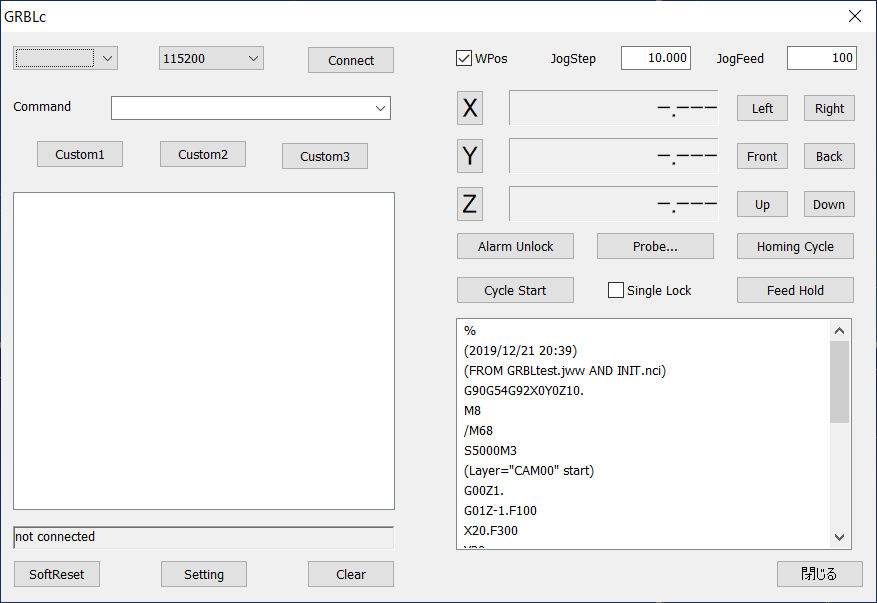 GRBLc
115200
Connect
WPos
JogStep
10.000
JogFeed
100
Command
Custom1
Custom2
Custom3
X
-.---
Left
Right
Y
-.---
Front
Back
Z
-.---
Up
Down
Alarm Unlock
Probe...
Homing Cycle
Cycle Start
Single Lock
Feed Hold
%
(2019/12/21 20:39)
(FROM GRBLtest.jww AND INIT.nci)
G90G54G92X0Y0Z10.
M8
/M68
S5000M3
(Layer="CAM00" start)
G00Z1.
G01Z-1.F100
X20.F300
not connected
SoftReset
Setting
Clear
閉じる